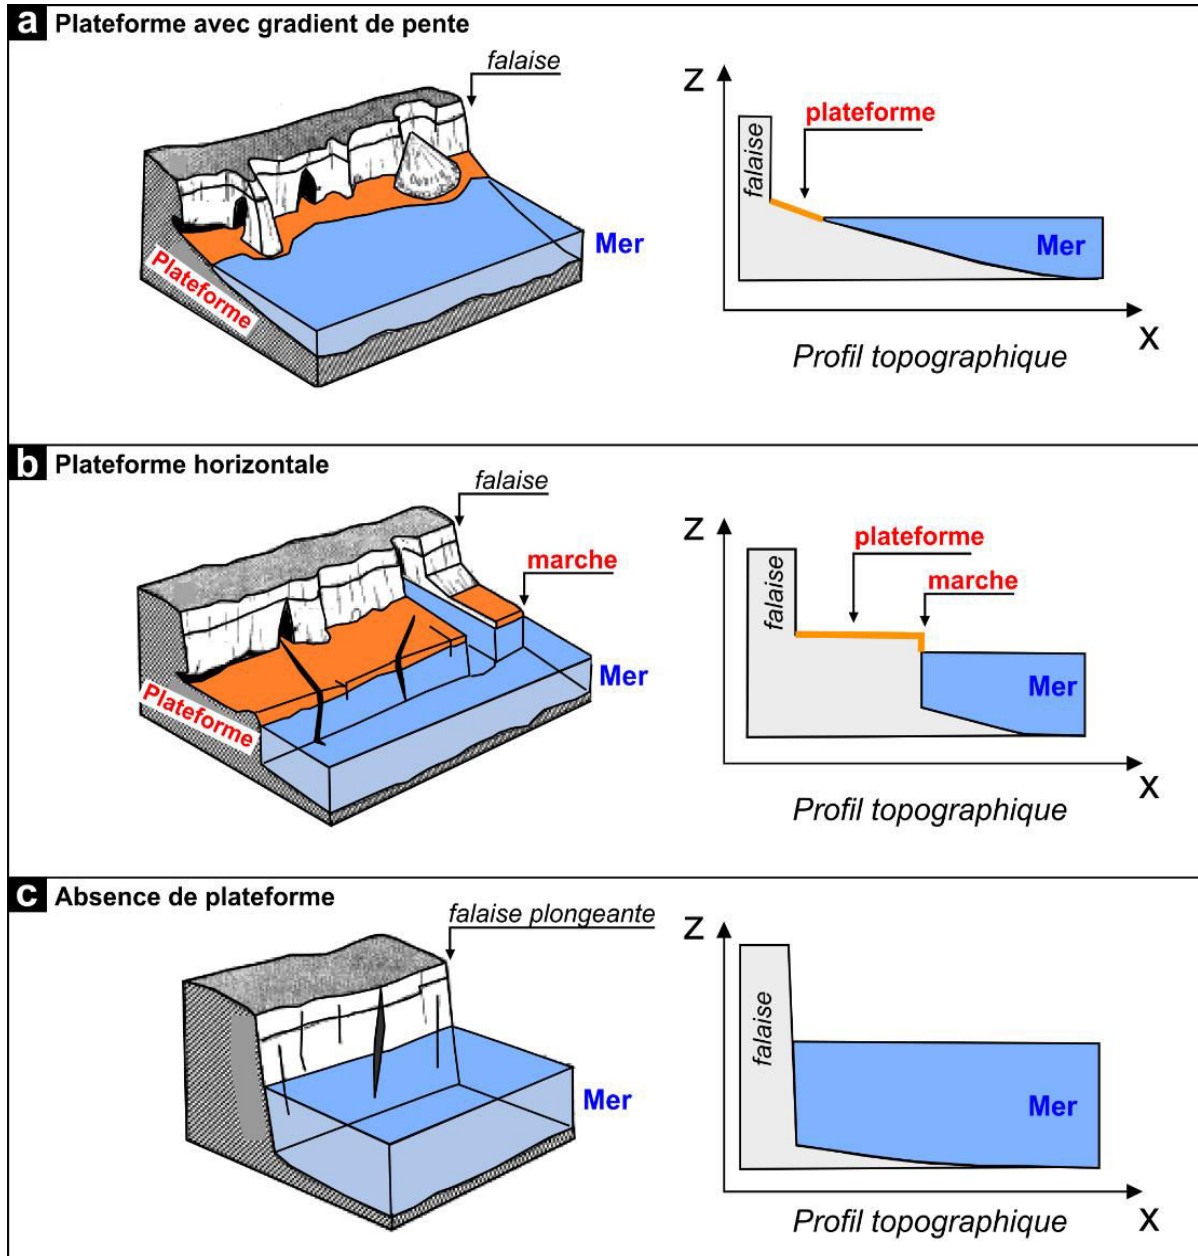 a Plateforme avec gradient de pente
falaise
Débris
Mer
Plateforme
Z
plateforme
falaise
Mer
X
Profil topographique
b Plateforme horizontale
falaise
marche
Mer
Plateforme
Z
plateforme
marche
falaise
Mer
X
Profil topographique
c Absence de plateforme
falaise plongeante
Mer
Z
falaise
Mer
X
Profil topographique